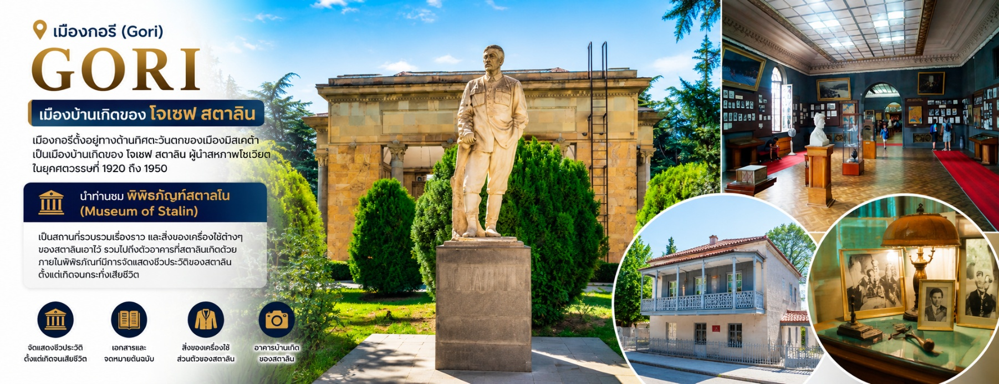 เมืองกอรี (Gori)
GORI
เมืองบ้านเกิดของ โจเซฟ สตาลิน
เมืองกอรีตั้งอยู่ทางด้านทิศตะวันตกของเมืองมิสเคต้า
เป็นเมืองบ้านเกิดของ โจเซฟ สตาลิน ผู้นำสหภาพโซเวียต
ในยุคศตวรรษที่ 1920 ถึง 1950
นำท่านชม พิพิธภัณฑ์สตาลโน
(Museum of Stalin)
เป็นสถานที่รวบรวมเรื่องราว และสิ่งของเครื่องใช้ต่างๆ
ของสตาลินเอาไว้ รวมไปถึงตัวอาคารที่สตาลินเกิดด้วย
ภายในพิพิธภัณฑ์มีการจัดแสดงชีวประวัติของสตาลิน
ตั้งแต่เกิดจนกระทั่งเสียชีวิต
จัดแสดงชีวประวัติ
ตั้งแต่เกิดจนเสียชีวิต
เอกสารและ
จดหมายต้นฉบับ
สิ่งของเครื่องใช้
ส่วนตัวของสตาลิน
อาคารบ้านเกิด
ของสตาลิน